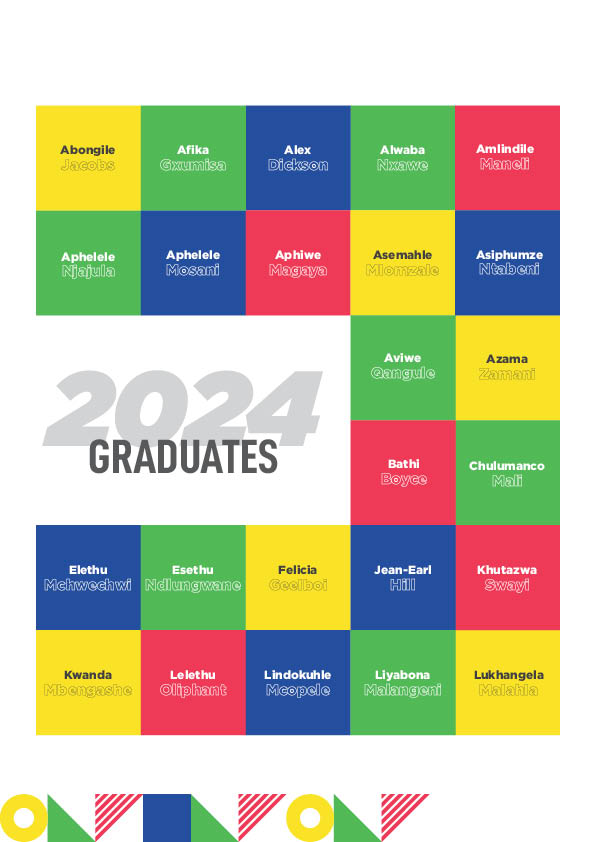 Abongile
Jacobs
Afika
Gxumisa
Alex
Dickson
Alwaba
Nxawe
Amlindile
Maneli
Aphelele
Njajula
Aphelele
Mosani
Aphiwe
Magaya
Asemahle
Mlomzale
Asiphumze
Ntabeni
Aviwe
Qangule
Azama
Zamani
2024
GRADUATES
Bathi
Boyce
Chulumanco
Mali
Elethu
Mchwechwi
Esethu
Ndlungwane
Felicia
Geelboi
Jean-Earl
Hill
Khutazwa
Swayi
Kwanda
Mbengashe
Lelethu
Oliphant
Lindokuhle
Mcopele
Liyabona
Malangeni
Lukhangela
Malahla